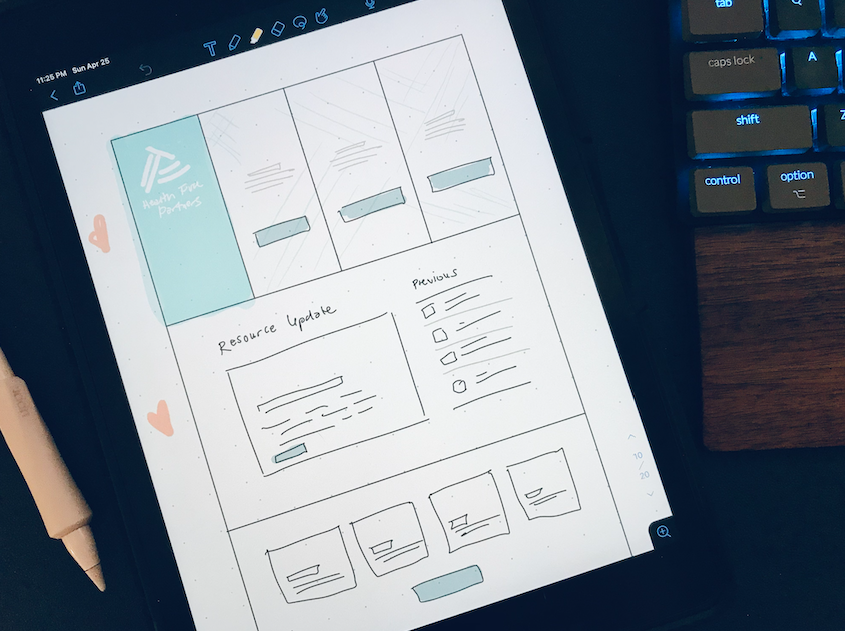 11:25 PM Sun Apr 25
Health Fire
Partners
Resource Update
Previous
10
20
tab
Q
caps lock
A
shift
Z
control
option